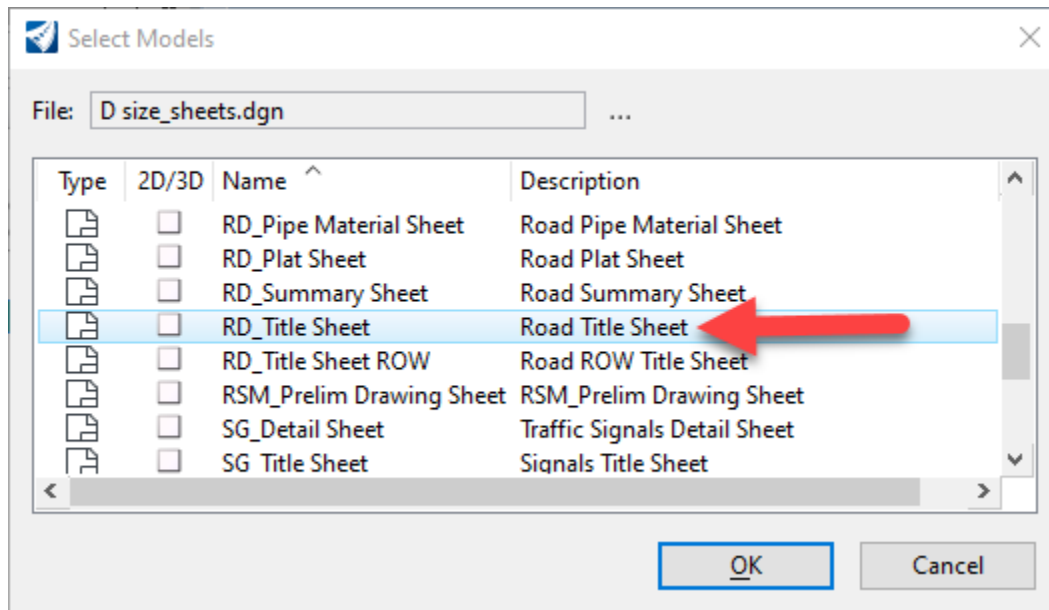 Select Models
File: D size_sheets.dgn ...
Type 2D/3D Name Description
RD_Pipe Material Sheet Road Pipe Material Sheet
RD_Plat Sheet Road Plat Sheet
RD_Summary Sheet Road Summary Sheet
RD_Title Sheet Road Title Sheet
RD_Title Sheet ROW Road ROW Title Sheet
RSM_Prelim Drawing Sheet RSM_Prelim Drawing Sheet
SG_Detail Sheet Traffic Signals Detail Sheet
SG_Title Sheet Signals Title Sheet
OK Cancel